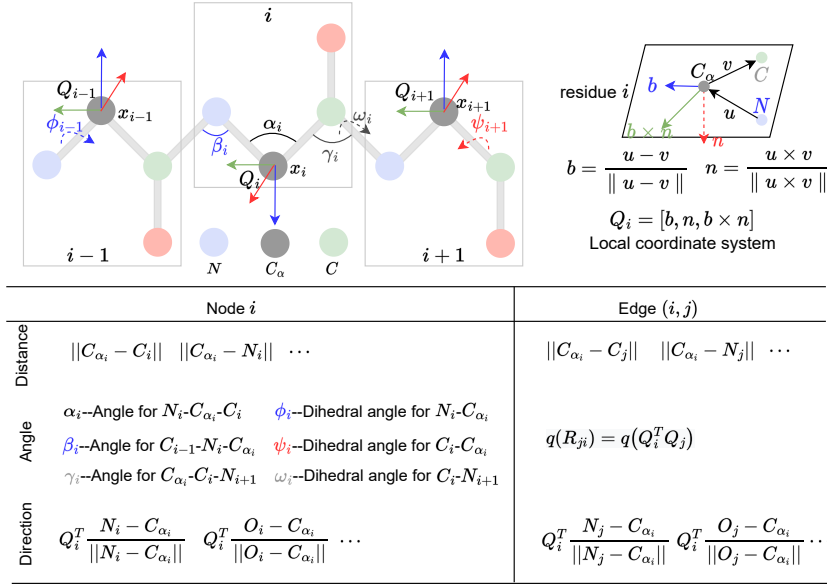 i
Q_{i-1}
x_{i-1}
ϕ_{i-1}
i − 1
α_i
β_i
γ_i
ω_i
x_i
Q_i
Q_{i+1}
x_{i+1}
ψ_{i+1}
i + 1
N
C_α
C
residue i
C_α
v
C
b
N
u
b × n
n
b = (u − v) / ‖ u − v ‖   n = (u × v) / ‖ u × v ‖
Q_i = [b, n, b × n]
Local coordinate system
Node i
Edge (i, j)
Distance
||C_{α_i} − C_i||   ||C_{α_i} − N_i||   ⋯
||C_{α_i} − C_j||   ||C_{α_i} − N_j||   ⋯
Angle
α_i--Angle for N_i-C_{α_i}-C_i   ϕ_i--Dihedral angle for N_i-C_{α_i}
β_i--Angle for C_{i−1}-N_i-C_{α_i}   ψ_i--Dihedral angle for C_i-C_{α_i}
γ_i--Angle for C_{α_i}-C_i-N_{i+1}   ω_i--Dihedral angle for C_i-N_{i+1}
q(R_{ji}) = q(Q_i^T Q_j)
Direction
Q_i^T (N_i − C_{α_i}) / ||N_i − C_{α_i}||   Q_i^T (O_i − C_{α_i}) / ||O_i − C_{α_i}||   ⋯
Q_i^T (N_j − C_{α_i}) / ||N_j − C_{α_i}||   Q_i^T (O_j − C_{α_i}) / ||O_j − C_{α_i}||   ··